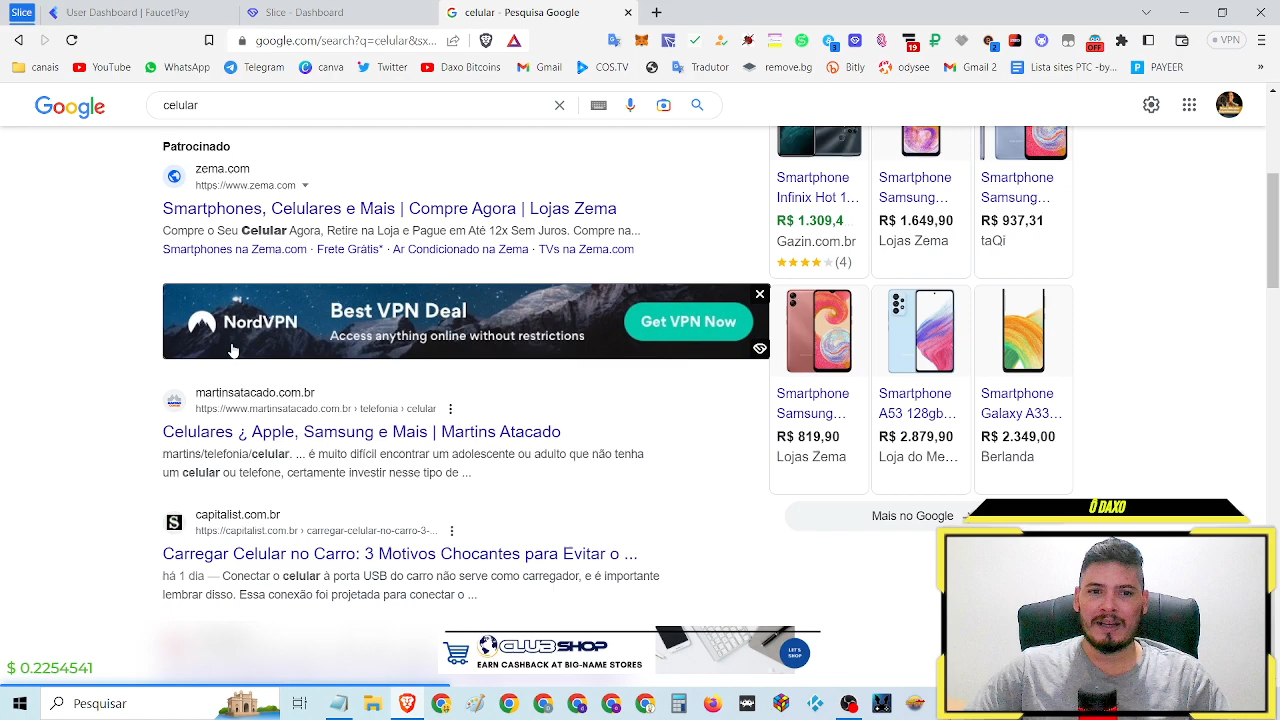 Slice
User Dashboard | FaucetPay
Slice - Dashboard
celular - Pesquisa Google
google.com/search?q=celular&sx...
3
19
2
OFF
VPN
canais
YouTube
WhatsApp
Telegram
canva
Twitter
Daxo Bitcoins
Gmail
COS.TV
Tradutor
remove.bg
Bitly
odysee
Gmail 2
Lista sites PTC -by...
PAYEER
»
Google
celular
Patrocinado
zema.com
https://www.zema.com
Smartphones, Celulares e Mais | Compre Agora | Lojas Zema
Compre o Seu Celular Agora, Retire na Loja e Pague em Até 12x Sem Juros. Compre na...
Smartphones na Zema.com · Frete Grátis* · Ar Condicionado na Zema · TVs na Zema.com
NordVPN
Best VPN Deal
Access anything online without restrictions
Get VPN Now
martinsatacado.com.br
https://www.martinsatacado.com.br › telefonia › celular
Celulares ¿ Apple, Samsung e Mais | Martins Atacado
martins/telefonia/celular. ... é muito difícil encontrar um adolescente ou adulto que não tenha
um celular ou telefone, certamente investir nesse tipo de ...
capitalist.com.br
https://capitalist.com.br › carregar-celular-no-carro-3-...
Carregar Celular no Carro: 3 Motivos Chocantes para Evitar o ...
há 1 dia — Conectar o celular à porta USB do carro não serve como carregador, e é importante
lembrar disso. Essa conexão foi projetada para conectar o ...
Smartphone
Infinix Hot 1...
R$ 1.309,4
Gazin.com.br
(4)
Smartphone
Samsung...
R$ 1.649,90
Lojas Zema
Smartphone
Samsung...
R$ 937,31
taQi
Smartphone
Samsung...
R$ 819,90
Lojas Zema
Smartphone
A53 128gb...
R$ 2.879,90
Loja do Me...
Smartphone
Galaxy A33...
R$ 2.349,00
Berlanda
Mais no Google
Ô DAXO
CLUBSHOP
EARN CASHBACK AT BIG-NAME STORES
LET'S
SHOP
$ 0.2254541
Pesquisar